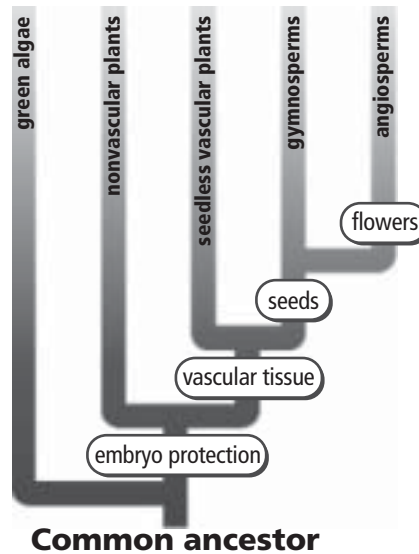 green algae
nonvascular plants
seedless vascular plants
gymnosperms
angiosperms
flowers
seeds
vascular tissue
embryo protection
Common ancestor